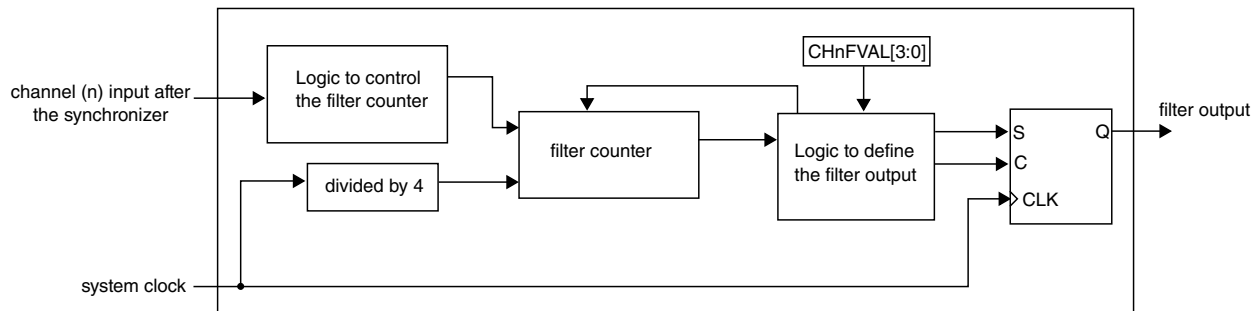 CHnFVAL[3:0]
Logic to control
the filter counter
channel (n) input after
the synchronizer
filter output
filter counter
Logic to define
the filter output
S
Q
C
CLK
divided by 4
system clock